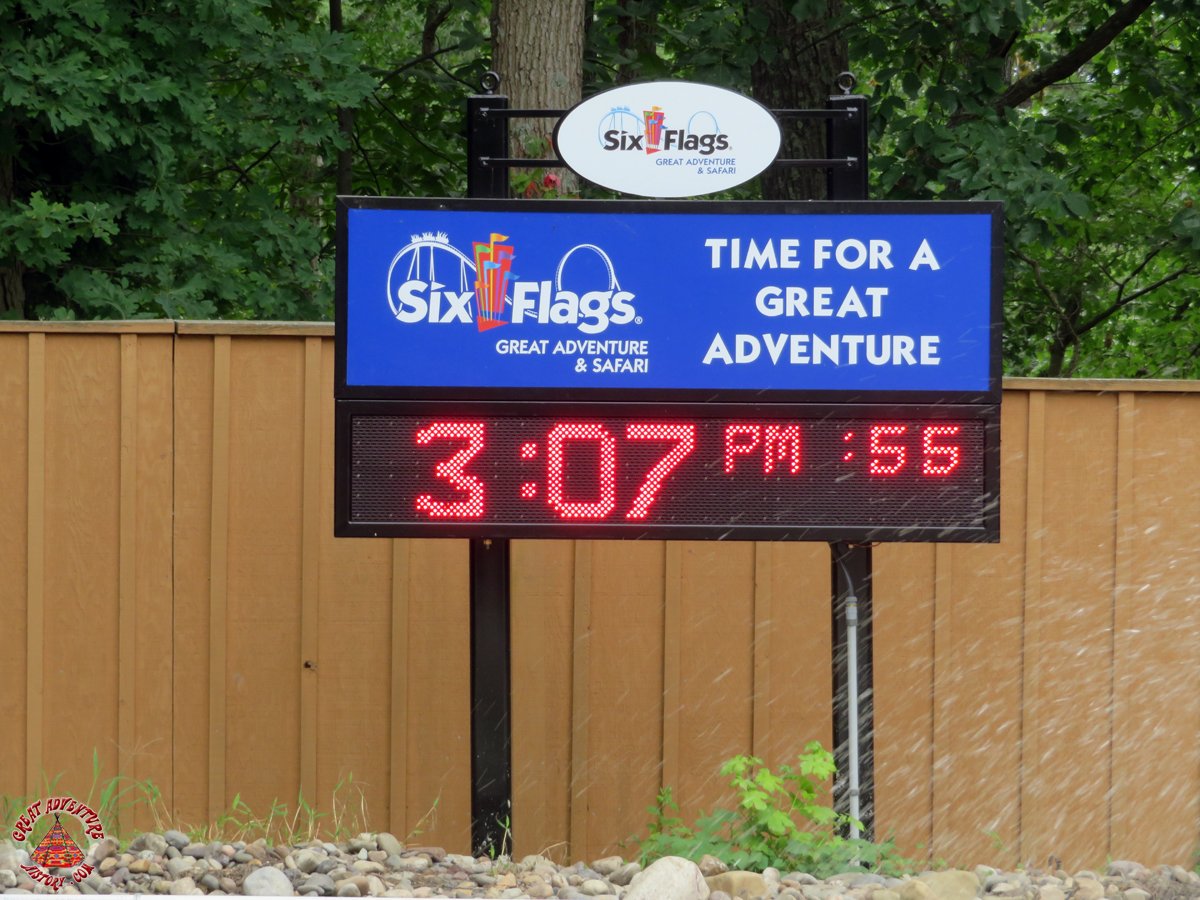 Six Flags®
GREAT ADVENTURE
& SAFARI
Six Flags®
GREAT ADVENTURE
& SAFARI
TIME FOR A
GREAT
ADVENTURE
3:07 PM :55
GREAT ADVENTURE
HISTORY.COM